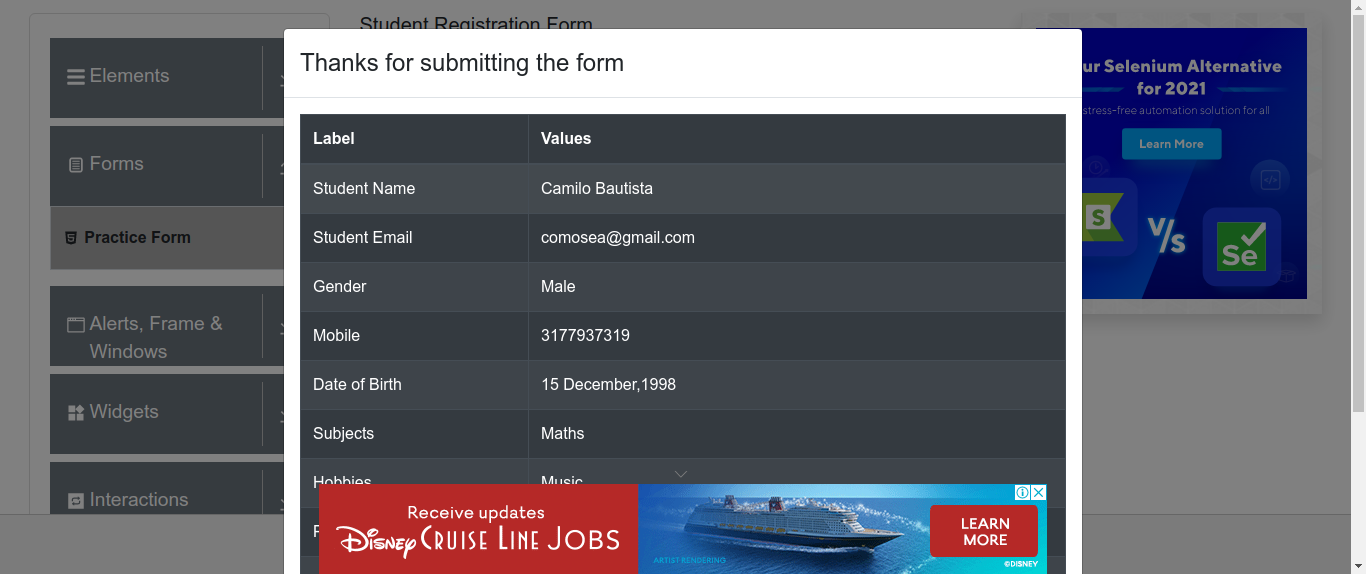 Student Registration Form
Elements
Forms
Practice Form
Alerts, Frame &
Windows
Widgets
Interactions
Thanks for submitting the form
Label Values
Student Name Camilo Bautista
Student Email comosea@gmail.com
Gender Male
Mobile 3177937319
Date of Birth 15 December,1998
Subjects Maths
Hobbies Music
Receive updates
Disney CRUISE LINE JOBS
ARTIST RENDERING
LEARN
MORE
©DISNEY
Selenium Alternative
for 2021
stress-free automation solution for all
Learn More
S
V/s
Se